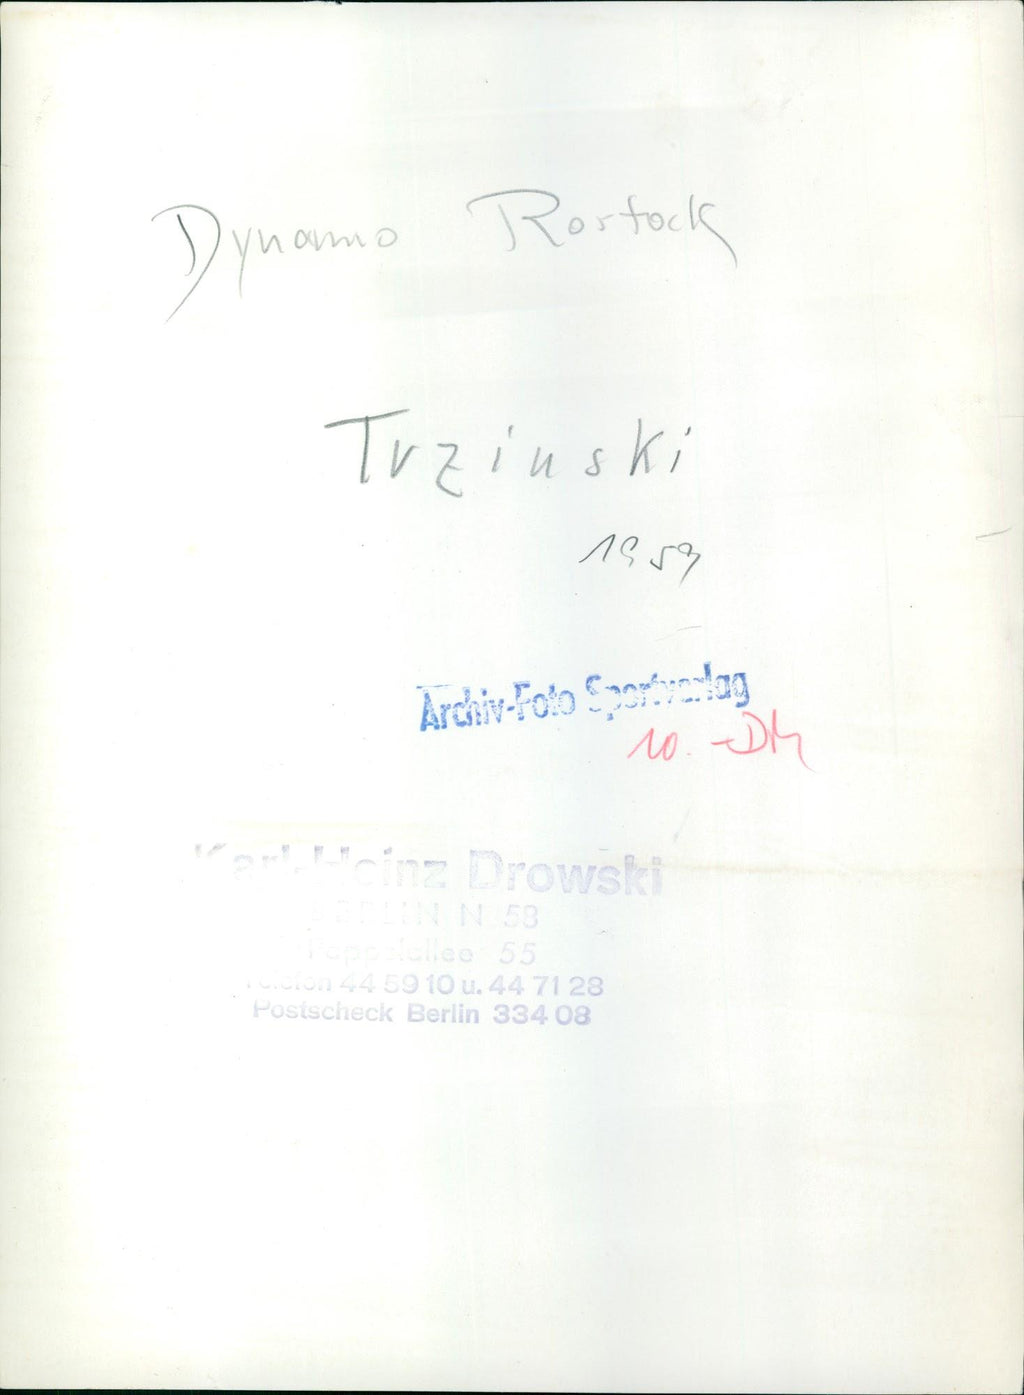 Dynamo Rostock
Trzinski
1959
Archiv-Foto Sportverlag
10.-DM
Karl-Heinz Drowski
BERLIN N 58
Pappelallee 55
Telefon 44 59 10 u. 44 71 28
Postscheck Berlin 334 08